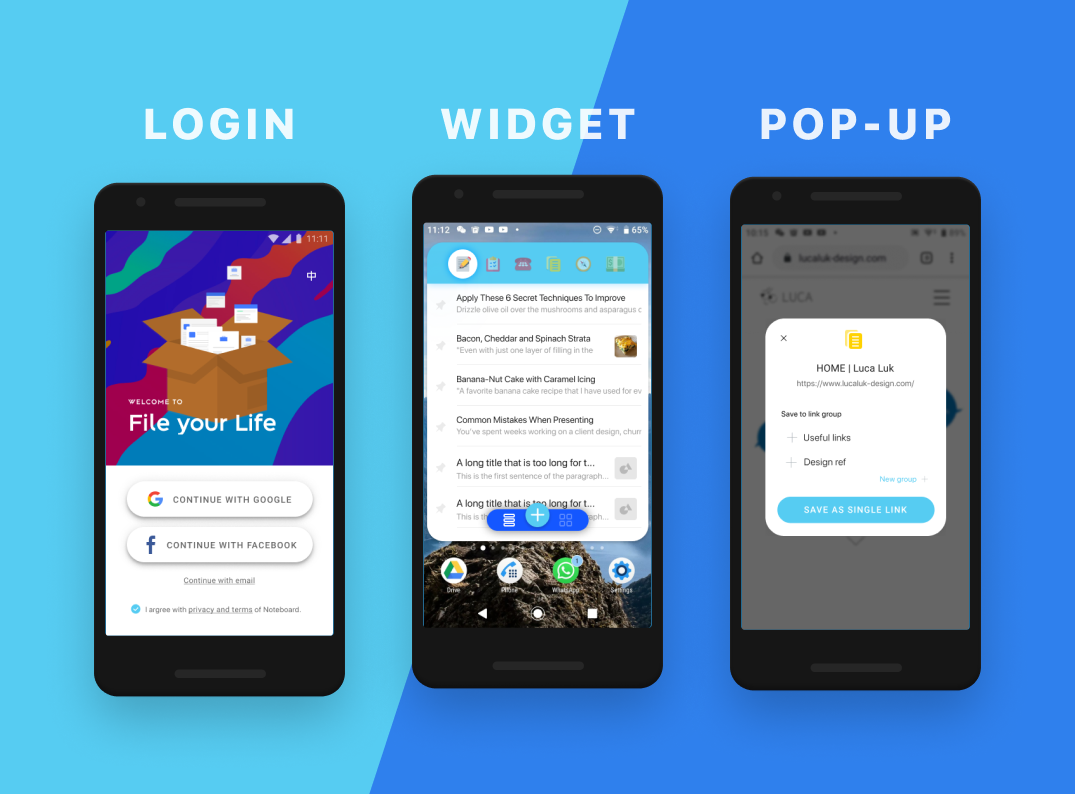 LOGIN
WIDGET
POP-UP
11:11
中
WELCOME TO
File your Life
CONTINUE WITH GOOGLE
CONTINUE WITH FACEBOOK
Continue with email
I argree with privacy and terms of Noteboard.
11:12
65%
Apply These 6 Secret Techniques To Improve
Drizzle olive oil over the mushrooms and asparagus c
Bacon, Cheddar and Spinach Strata
"Even with just one layer of filling in the
Banana-Nut Cake with Caramel Icing
"A favorite banana cake recipe that I have used for ev
Common Mistakes When Presenting
You've spent weeks working on a client design, churr
A long title that is too long for t...
This is the first sentence of the paragraph...
A long title that is too long for t...
This is th
aph...
1
Drive
Phone
WhatsApp
Settings
10:15
65%
lucaluk-design.com
LUCA
HOME | Luca Luk
https://www.lucaluk-design.com/
Save to link group
Useful links
Design ref
New group +
SAVE AS SINGLE LINK